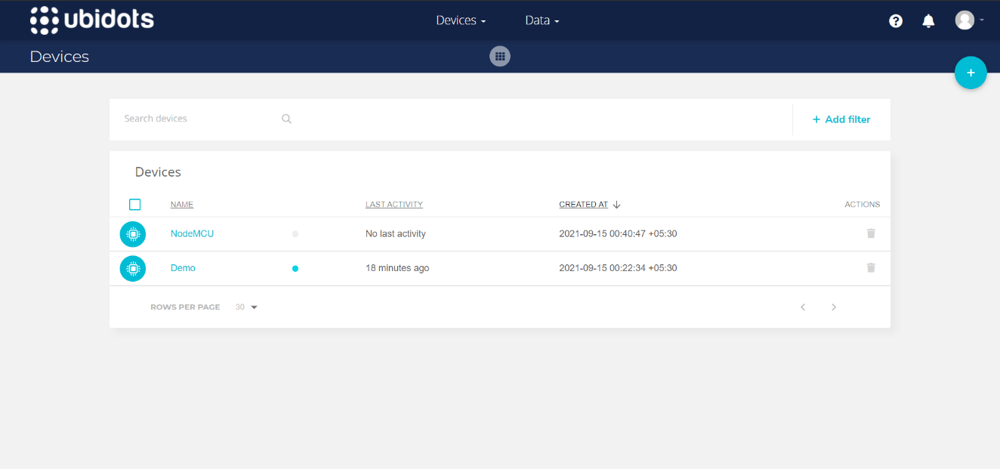 ubidots Devices Data ?
Devices
+
Search devices + Add filter
Devices
NAME LAST ACTIVITY CREATED AT ACTIONS
NodeMCU No last activity 2021-09-15 00:40:47 +05:30
Demo 18 minutes ago 2021-09-15 00:22:34 +05:30
ROWS PER PAGE 30